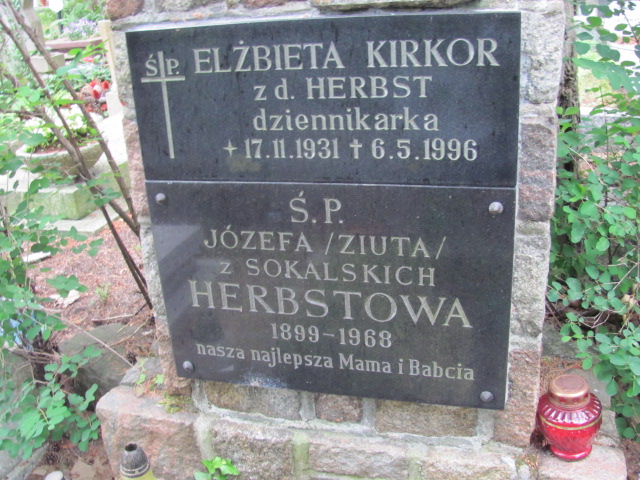 Ś.P. ELŻBIETA KIRKOR
z d. HERBST
dziennikarka
+ 17.11.1931 ✝ 6.5.1996
Ś.P.
JÓZEFA /ZIUTA/
z SOKALSKICH
HERBSTOWA
1899-1968
nasza najlepsza Mama i Babcia